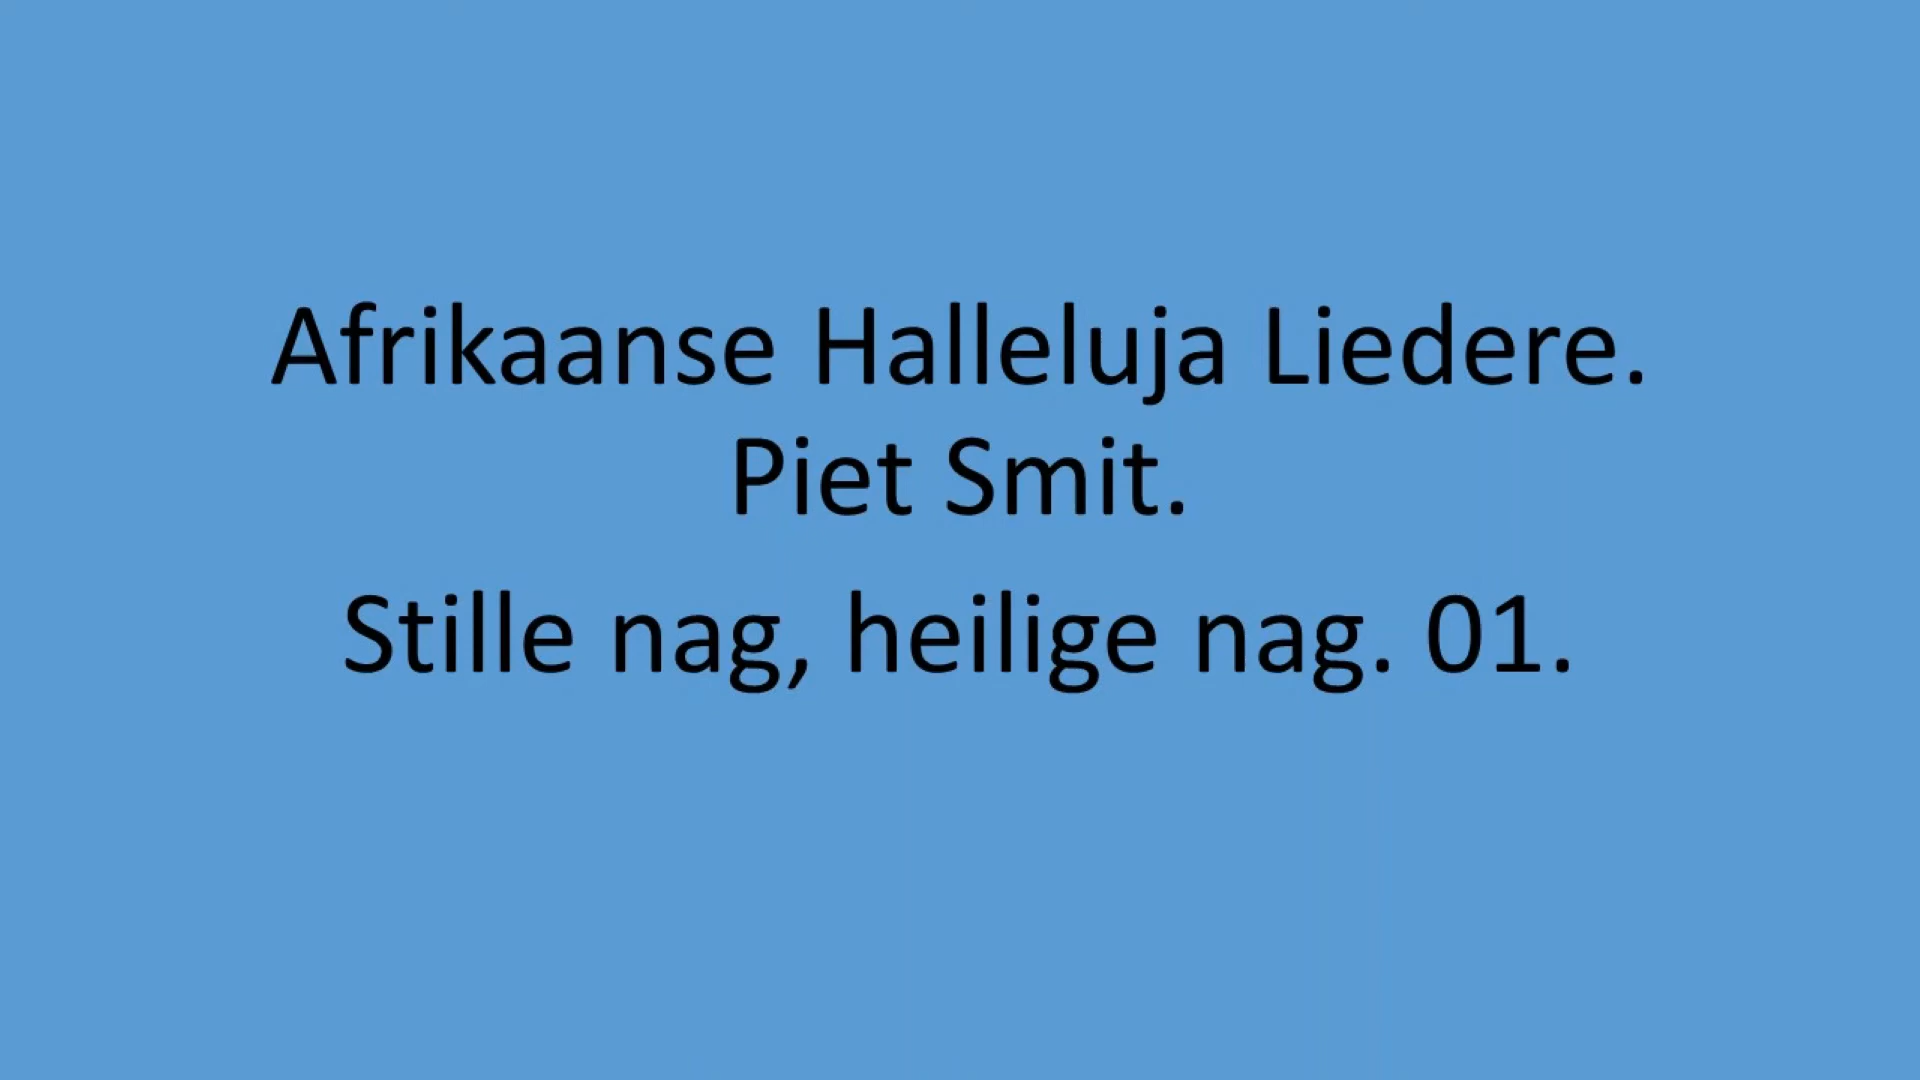 Afrikaanse Halleluja Liedere.
Piet Smit.
Stille nag, heilige nag. 01.